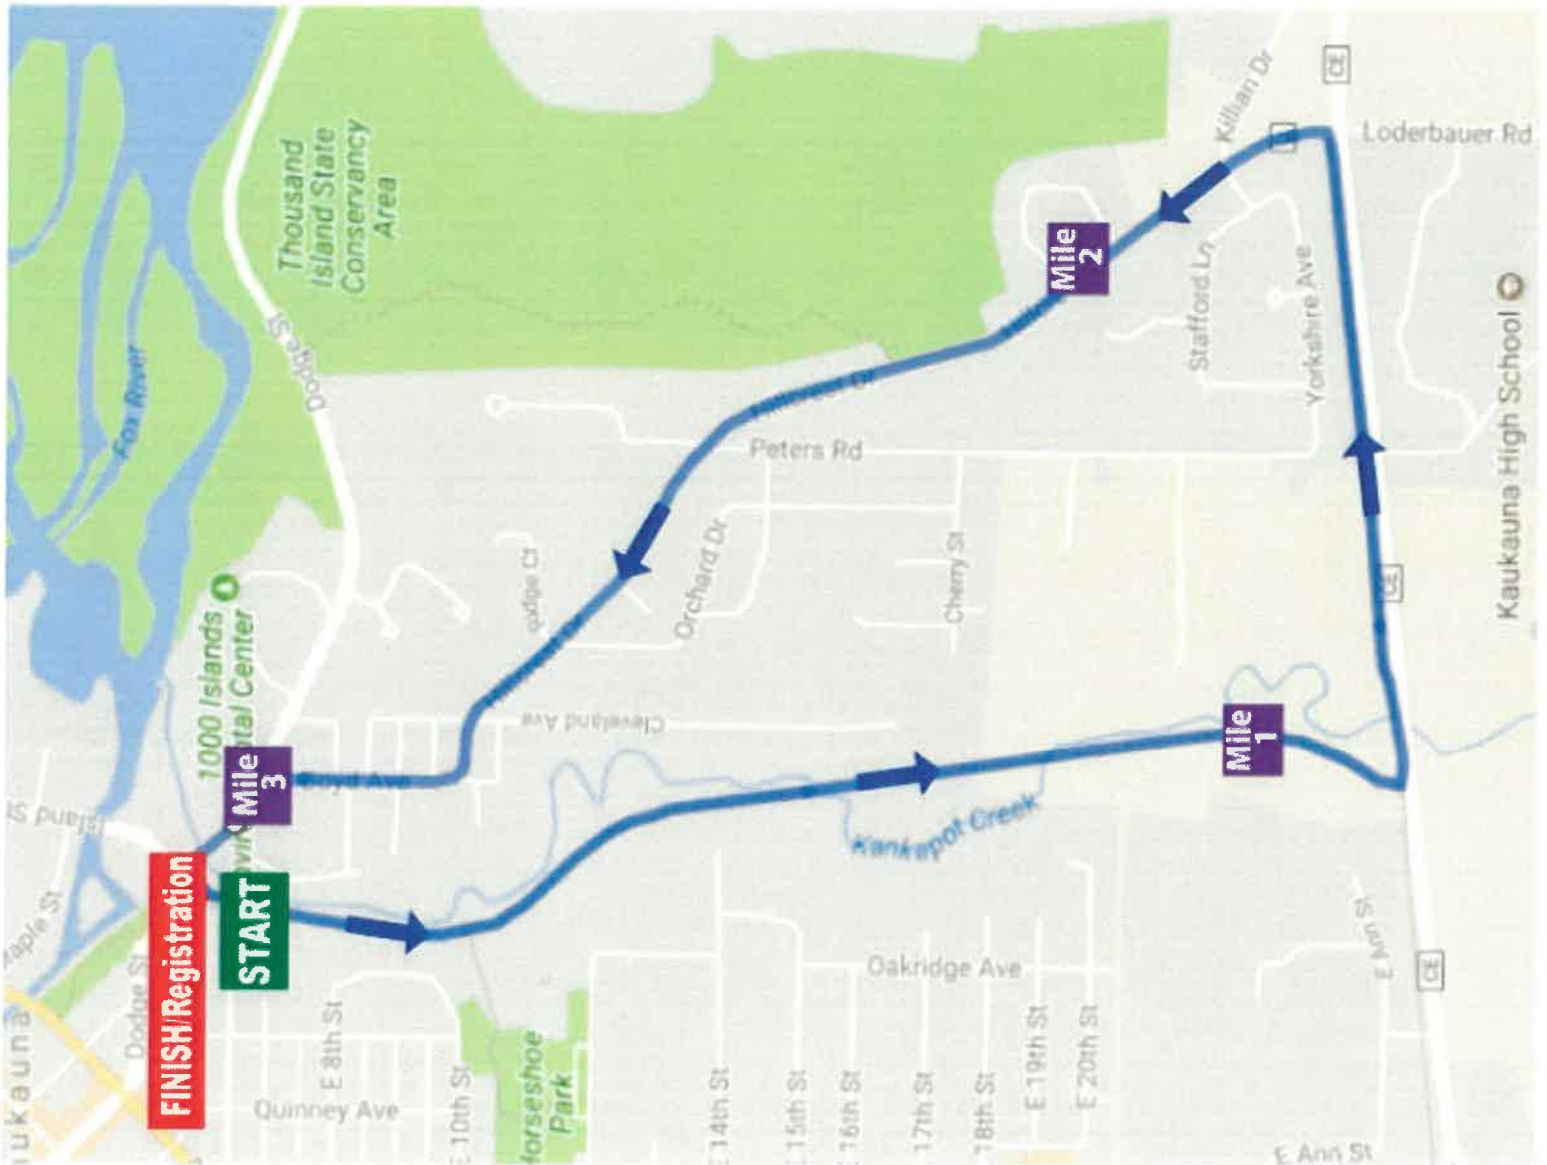 CE
Killian Dr
Loderbauer Rd
Thousand
Island State
Conservancy
Area
Mile
2
Stafford Ln
Yorkshire Ave
Kaukauna High School
Dodge St
Fox River
Hillcrest Dr
Peters Rd
Orchard Dr
Cherry St
CE
1000 Islands
Cleveland Ave
Mile
1
Mile
3
Boyd Ave
Island St
Kankapot Creek
FINISH/Registration
START
Dodge St
E 8th St
Quinney Ave
E 10th St
Horseshoe
Park
E 14th St
E 15th St
E 16th St
17th St
18th St
E 19th St
E 20th St
Oakridge Ave
E Ann St
CE
E Ann St